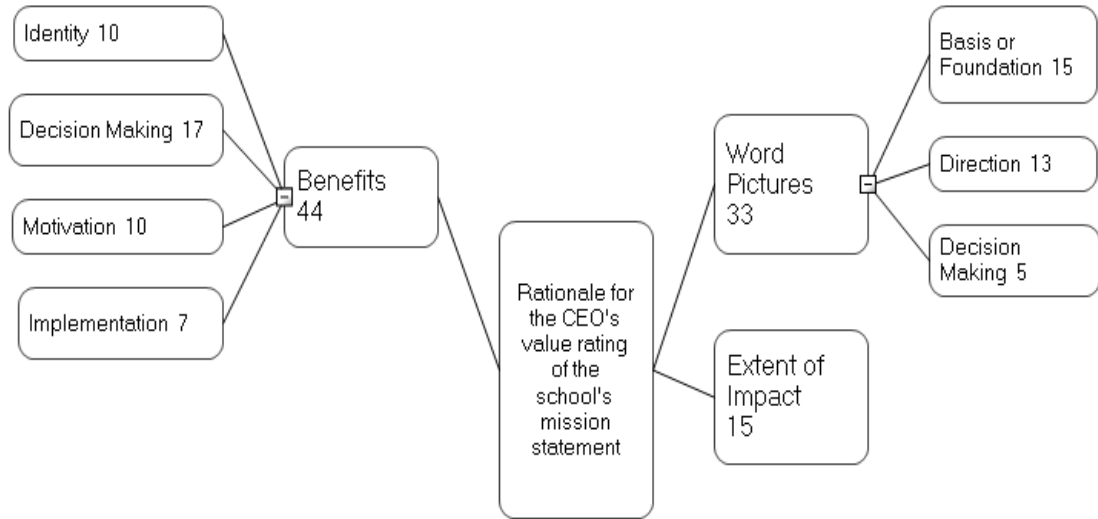 Identity 10
Decision Making 17
Motivation 10
Implementation 7
Benefits
44
Rationale for
the CEO's
value rating
of the
school's
mission
statement
Word
Pictures
33
Extent of
Impact
15
Basis or
Foundation 15
Direction 13
Decision
Making 5